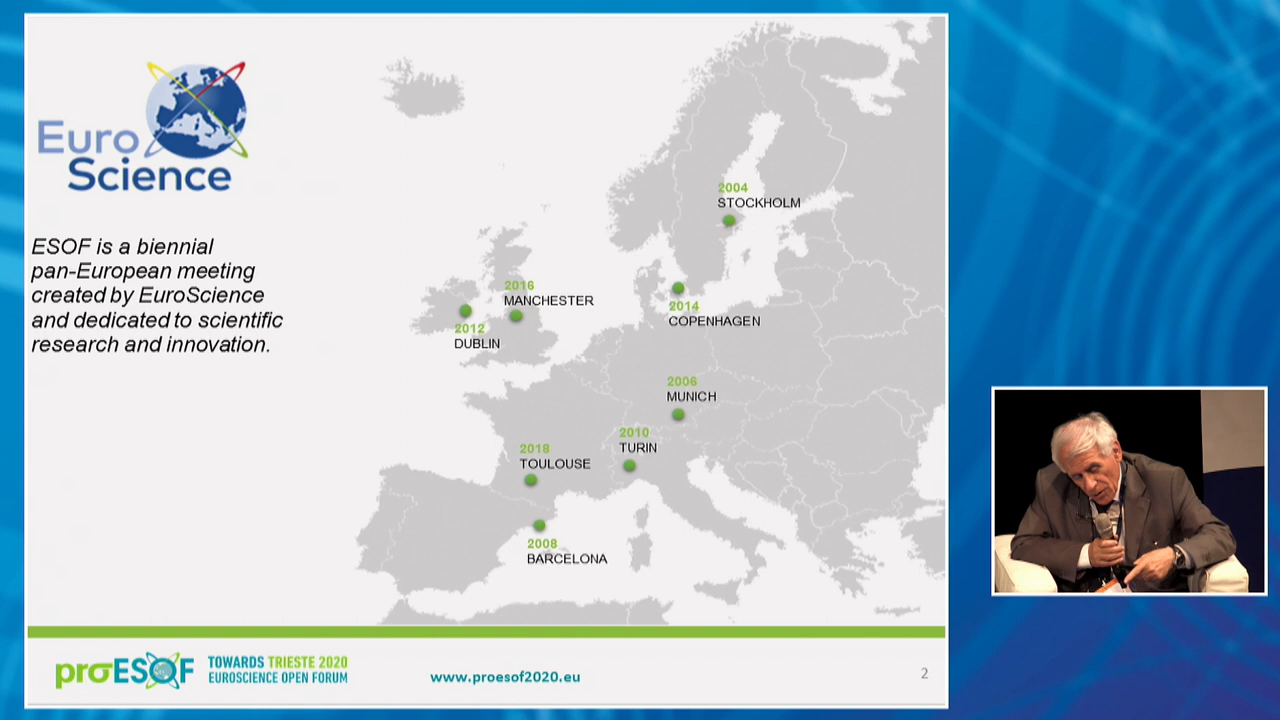 Euro
Science
ESOF is a biennial
pan-European meeting
created by EuroScience
and dedicated to scientific
research and innovation.
2004
STOCKHOLM
2016
MANCHESTER
2012
DUBLIN
2014
COPENHAGEN
2006
MUNICH
2010
TURIN
2018
TOULOUSE
2008
BARCELONA
proESOF
TOWARDS TRIESTE 2020
EUROSCIENCE OPEN FORUM
www.proesof2020.eu
2